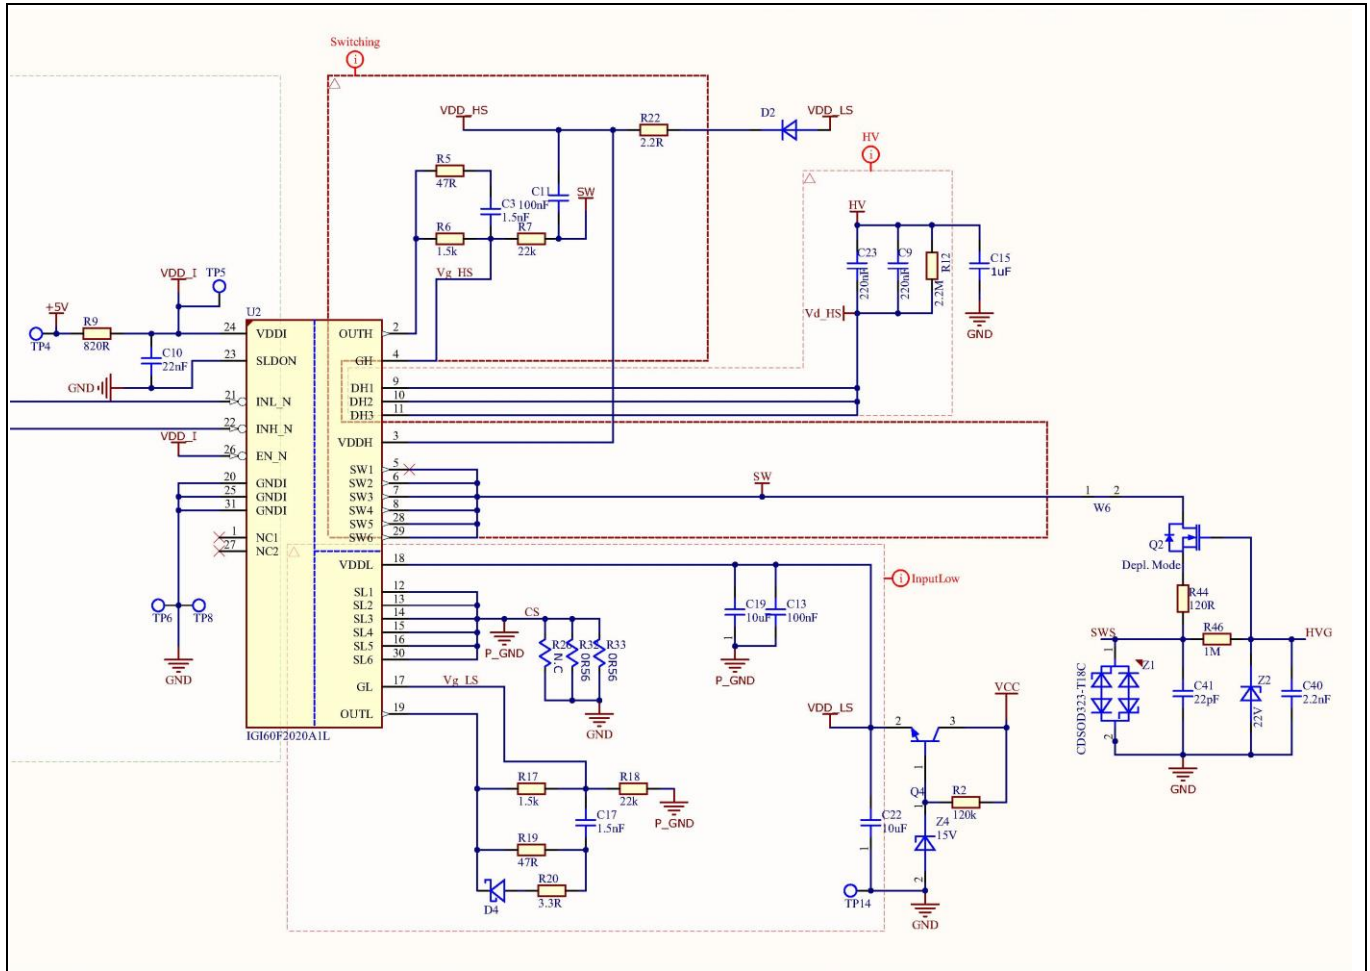 Switching
VDD_HS
R22
2.2R
D2
VDD_LS
HV
R5
47R
C3
1.5nF
C11
100nF
SW
R6
1.5k
R7
22k
Vg_HS
HV
C23
220nF
C9
220nF
R12
2.2M
C15
1uF
GND
Vd_HS
VDD_I
TP5
+5V
TP4
R9
820R
C10
22nF
GND
VDD_I
TP6
TP8
GND
U2
24
VDDI
23
SLDON
21
INL_N
22
INH_N
26
EN_N
20
GNDI
25
GNDI
31
GNDI
1
NC1
27
NC2
OUTH
2
GH
4
DH1
9
DH2
10
DH3
11
VDDH
3
SW1
5
SW2
6
SW3
7
SW4
8
SW5
28
SW6
29
VDDL
18
SL1
12
SL2
13
SL3
14
SL4
15
SL5
16
SL6
30
GL
17
OUTL
19
IGI60F2020A1L
SW
1
2
W6
Q2
Depl. Mode
R44
120R
SWS
R46
1M
HVG
1
Z1
2
CDSOD323-T18C
C41
22pF
Z2
22V
C40
2.2nF
GND
InputLow
C19
10uF
1
C13
100nF
P_GND
CS
P_GND
R26
N.C
R32
0R56
R33
0R56
GND
Vg_LS
VDD_LS
2
3
VCC
1
Q4
R2
120k
1
Z4
15V
2
C22
10uF
1
TP14
GND
R17
1.5k
R18
22k
P_GND
C17
1.5nF
R19
47R
D4
R20
3.3R